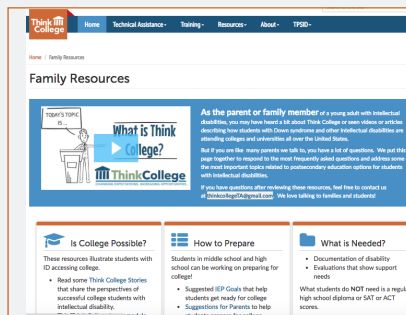 Think College
Home Technical Assistance Training Resources About TPSID
Home / Family Resources
Family Resources
TODAY'S TOPIC
IS ...
What is Think
College?
ThinkCollege
As the parent or family member of a young adult with intellectual
disabilities, you may have heard a bit about Think College or seen videos or articles
describing how students with Down syndrome and other intellectual disabilities are
attending colleges and universities all over the United States.
But if you are like many parents we talk to, you have a lot of questions. We put this
page together to respond to the most frequently asked questions and address some
the most important topics related to postsecondary education options for students
with intellectual disabilities.
If you have questions after reviewing these resources, feel free to contact us
at thinkcollegeTA@gmail.com. We love talking to families and students!
Is College Possible?
These resources illustrate students with
ID accessing college.
• Read some Think College Stories
that share the perspectives of
successful college students with
intellectual disability.
How to Prepare
Students in middle school and high
school can be working on preparing for
college!
• Suggested IEP Goals that help
students get ready for college
• Suggestions for Parents to help
What is Needed?
• Documentation of disability
• Evaluations that show support
needs
What students do NOT need is a regular
high school diploma or SAT or ACT
scores.